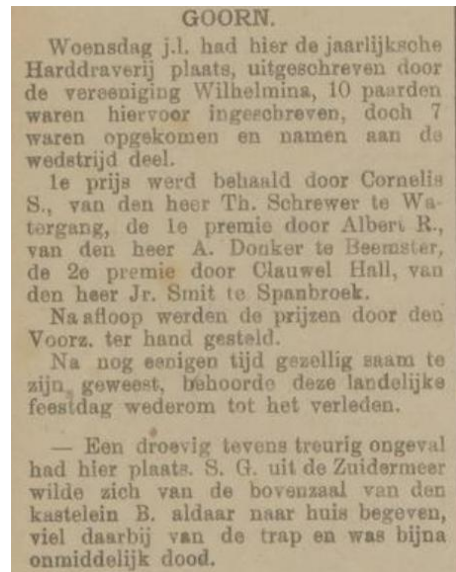 GOORN.
Woensdag j.l. had hier de jaarlijksche
Harddraverij plaats, uitgeschreven door
de vereeniging Wilhelmina, 10 paarden
waren hiervoor ingeschreven, doch 7
waren opgekomen en namen aan de
wedstrijd deel.
1e prijs werd behaald door Cornelis
S., van den heer Th. Schrewer te Wa-
tergang, de 1e premie door Albert R.,
van den heer A. Donker te Beemster,
de 2e premie door Clauwel Hall, van
den heer Jr. Smit te Spanbroek.
Na afloop werden de prijzen door den
Voorz. ter hand gesteld.
Na nog eenigen tijd gezellig saam te
zijn geweest, behoorde deze landelijke
feestdag wederom tot het verleden.
— Een droevig tevens treurig ongeval
had hier plaats. S. G. uit de Zuidermeer
wilde zich van de bovenzaal van den
kastelein B. aldaar naar huis begeven,
viel daarbij van de trap en was bijna
onmiddelijk dood.